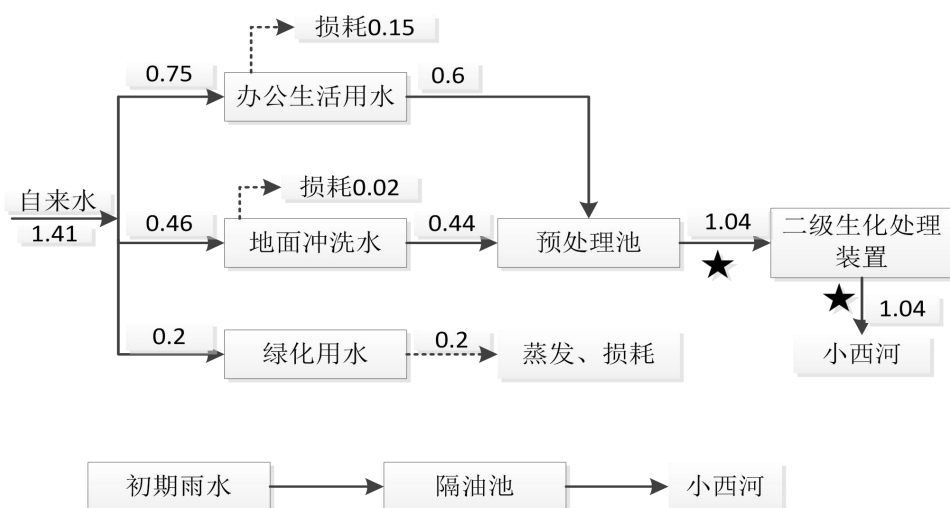 损耗0.15
0.75
办公生活用水
0.6
损耗0.02
自来水
1.41
0.46
地面冲洗水
0.44
预处理池
1.04
二级生化处理
装置
1.04
小西河
0.2
绿化用水
0.2
蒸发、损耗
初期雨水
隔油池
小西河